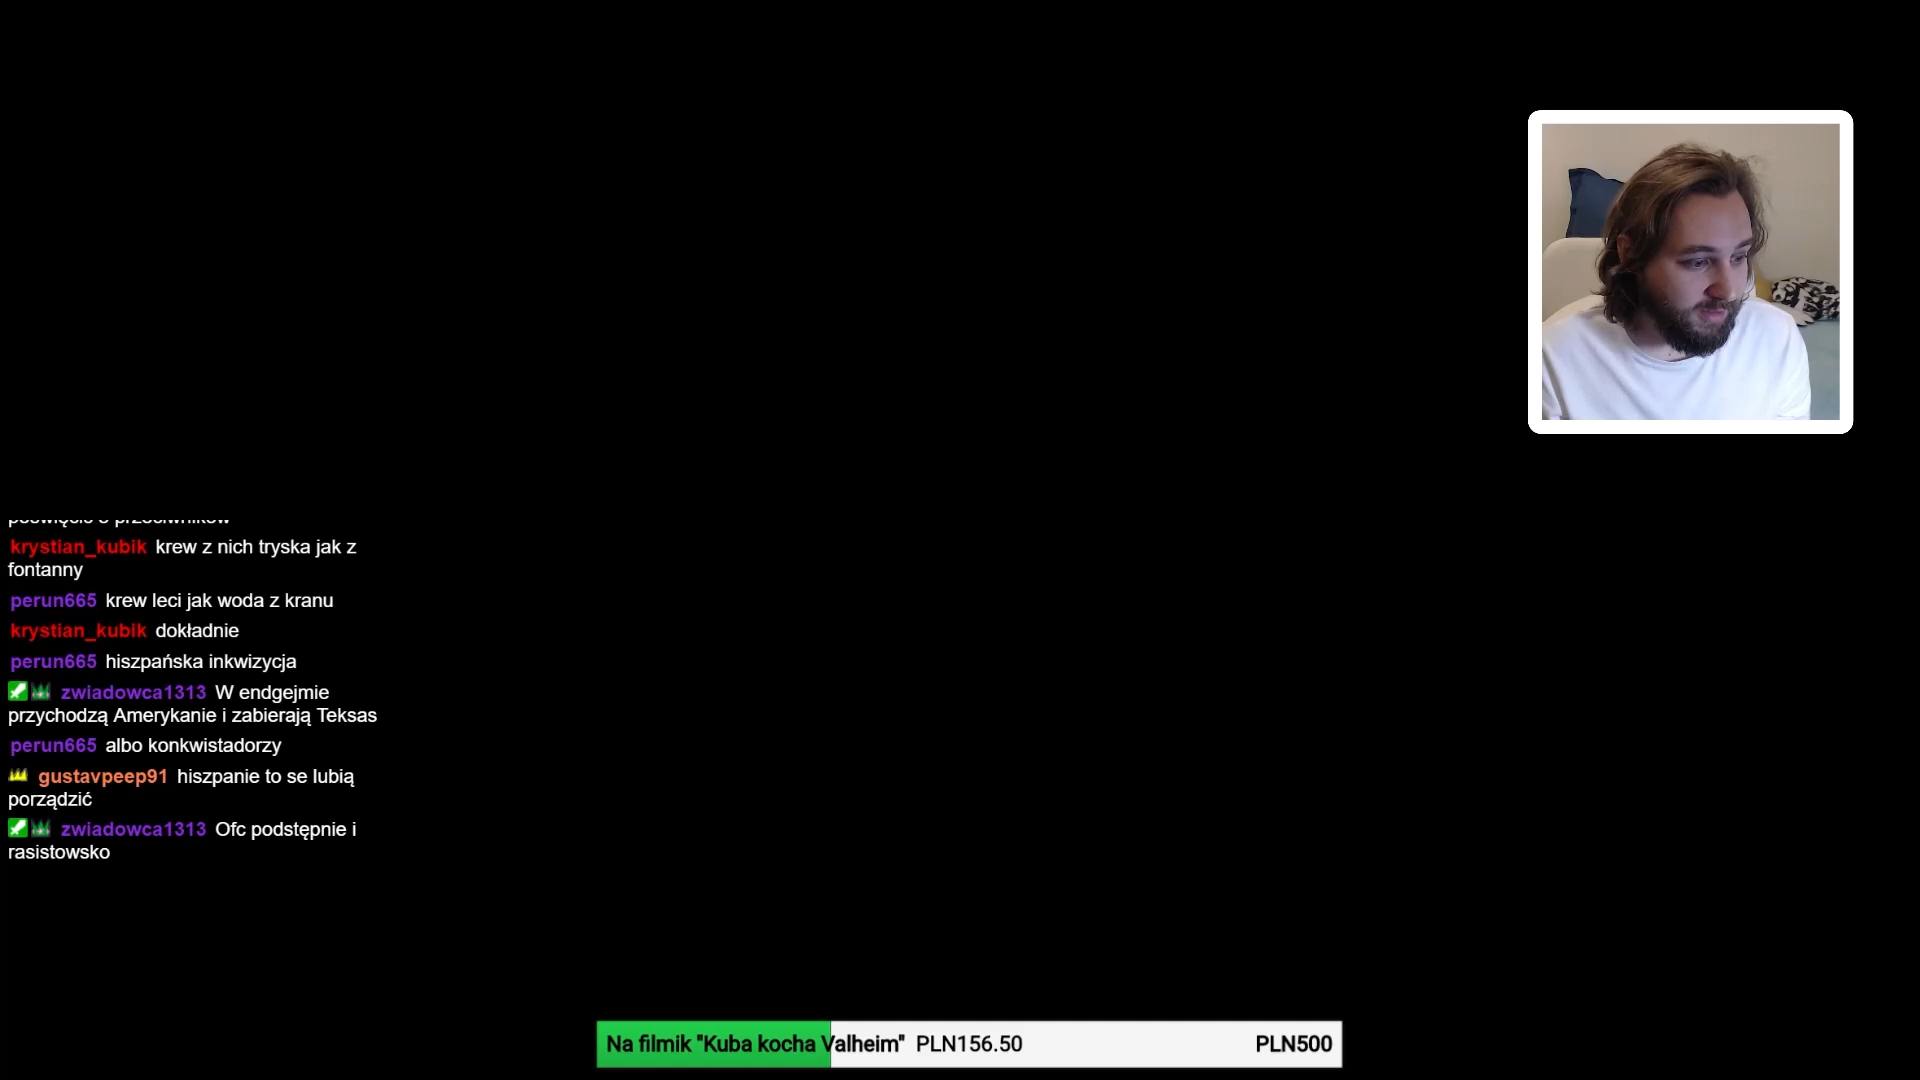 krystian_kubik krew z nich tryska jak z
fontanny
perun665 krew leci jak woda z kranu
krystian_kubik dokładnie
perun665 hiszpańska inkwizycja
zwiadowca1313 W endgejmie
przychodzą Amerykanie i zabierają Teksas
perun665 albo konkwistadorzy
gustavpeep91 hiszpanie to se lubią
porządzić
zwiadowca1313 Ofc podstępnie i
rasistowsko
Na filmik "Kuba kocha Valheim" PLN156.50 PLN500